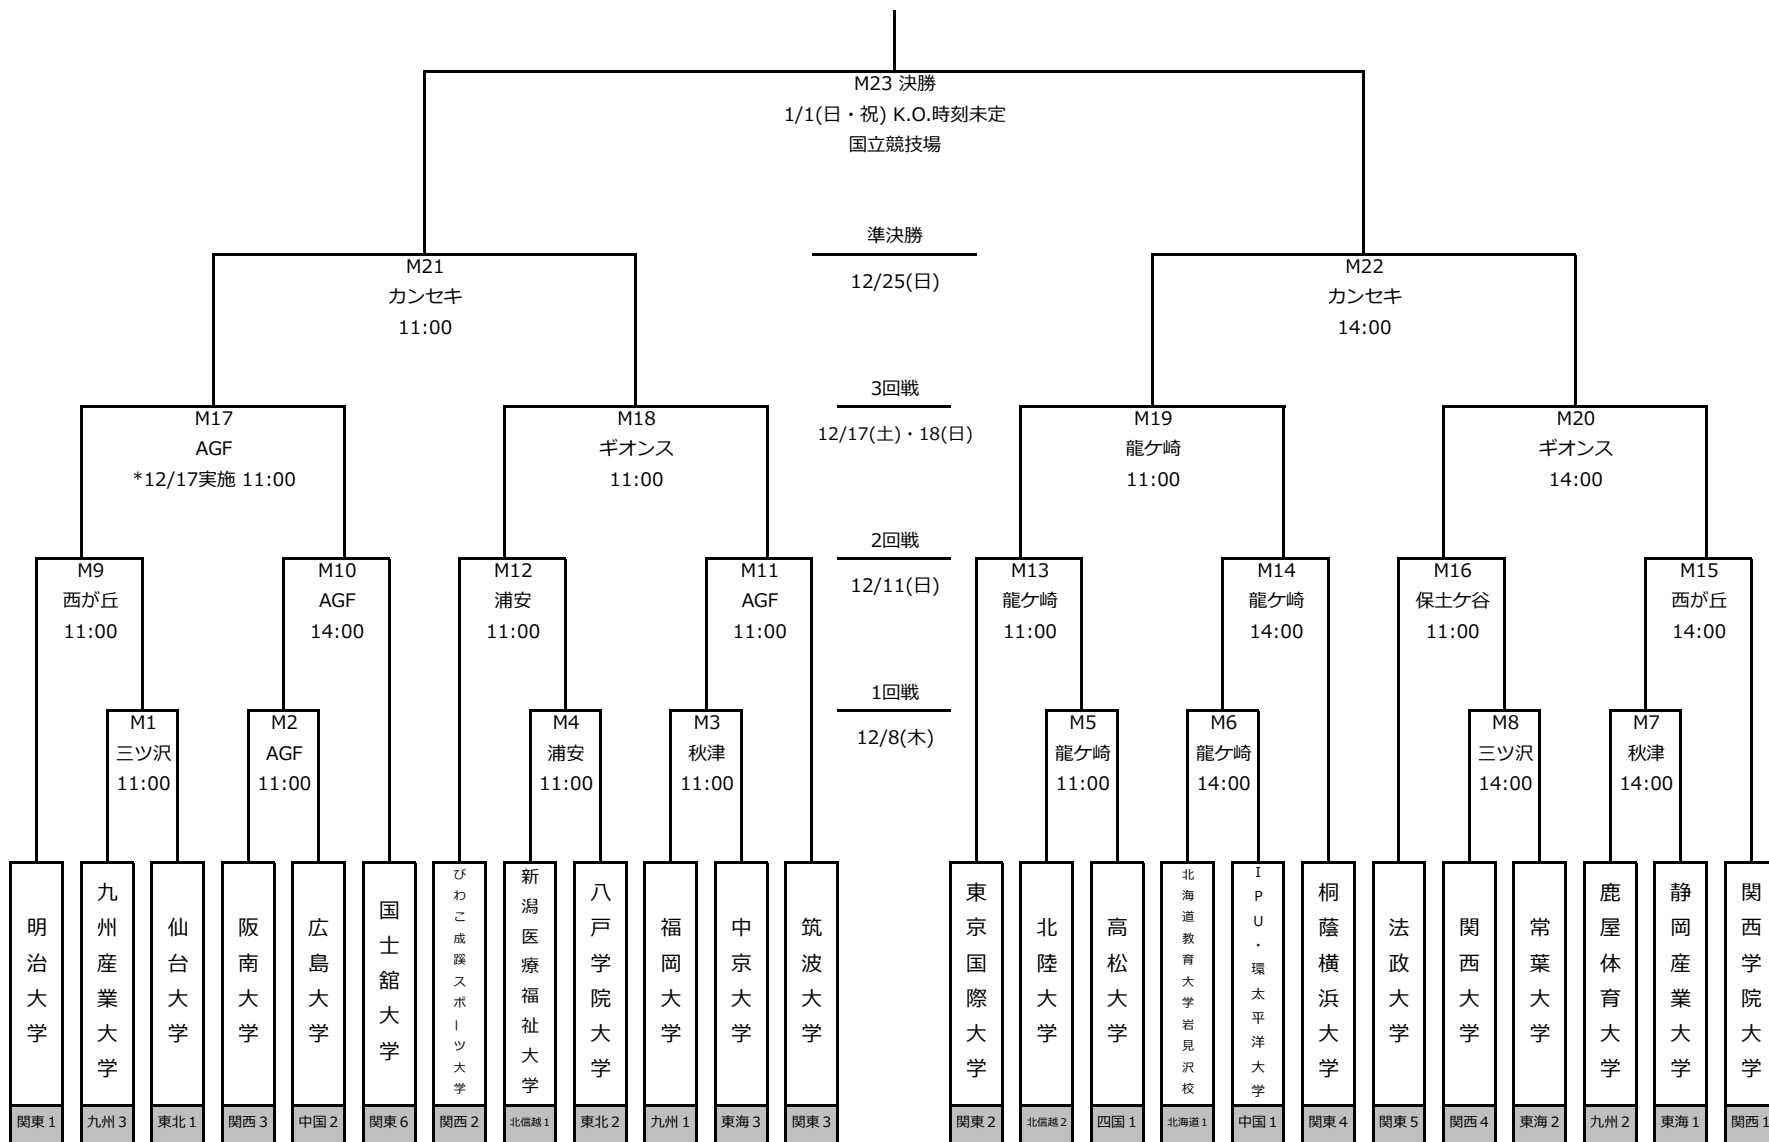 M23 決勝
1/1(日・祝) K.O.時刻未定
国立競技場
準決勝
12/25(日)
M21
カンセキ
11:00
M22
カンセキ
14:00
3回戦
12/17(土)・18(日)
M17
AGF
*12/17実施 11:00
M18
ギオンス
11:00
M19
龍ケ崎
11:00
M20
ギオンス
14:00
2回戦
12/11(日)
M9
西が丘
11:00
M10
AGF
14:00
M12
浦安
11:00
M11
AGF
11:00
M13
龍ケ崎
11:00
M14
龍ケ崎
14:00
M16
保土ケ谷
11:00
M15
西が丘
14:00
1回戦
12/8(木)
M1
三ツ沢
11:00
M2
AGF
11:00
M4
浦安
11:00
M3
秋津
11:00
M5
龍ケ崎
11:00
M6
龍ケ崎
14:00
M8
三ツ沢
14:00
M7
秋津
14:00
明治大学
九州産業大学
仙台大学
阪南大学
広島大学
国士舘大学
びわこ成蹊スポーツ大学
新潟医療福祉大学
八戸学院大学
福岡大学
中京大学
筑波大学
東京国際大学
北陸大学
高松大学
北海道教育大学岩見沢校
IPU・環太平洋大学
桐蔭横浜大学
法政大学
関西大学
常葉大学
鹿屋体育大学
静岡産業大学
関西学院大学
関東1
九州3
東北1
関西3
中国2
関東6
関西2
北信越1
東北2
九州1
東海3
関東3
関東2
北信越2
四国1
北海道1
中国1
関東4
関東5
関西4
東海2
九州2
東海1
関西1